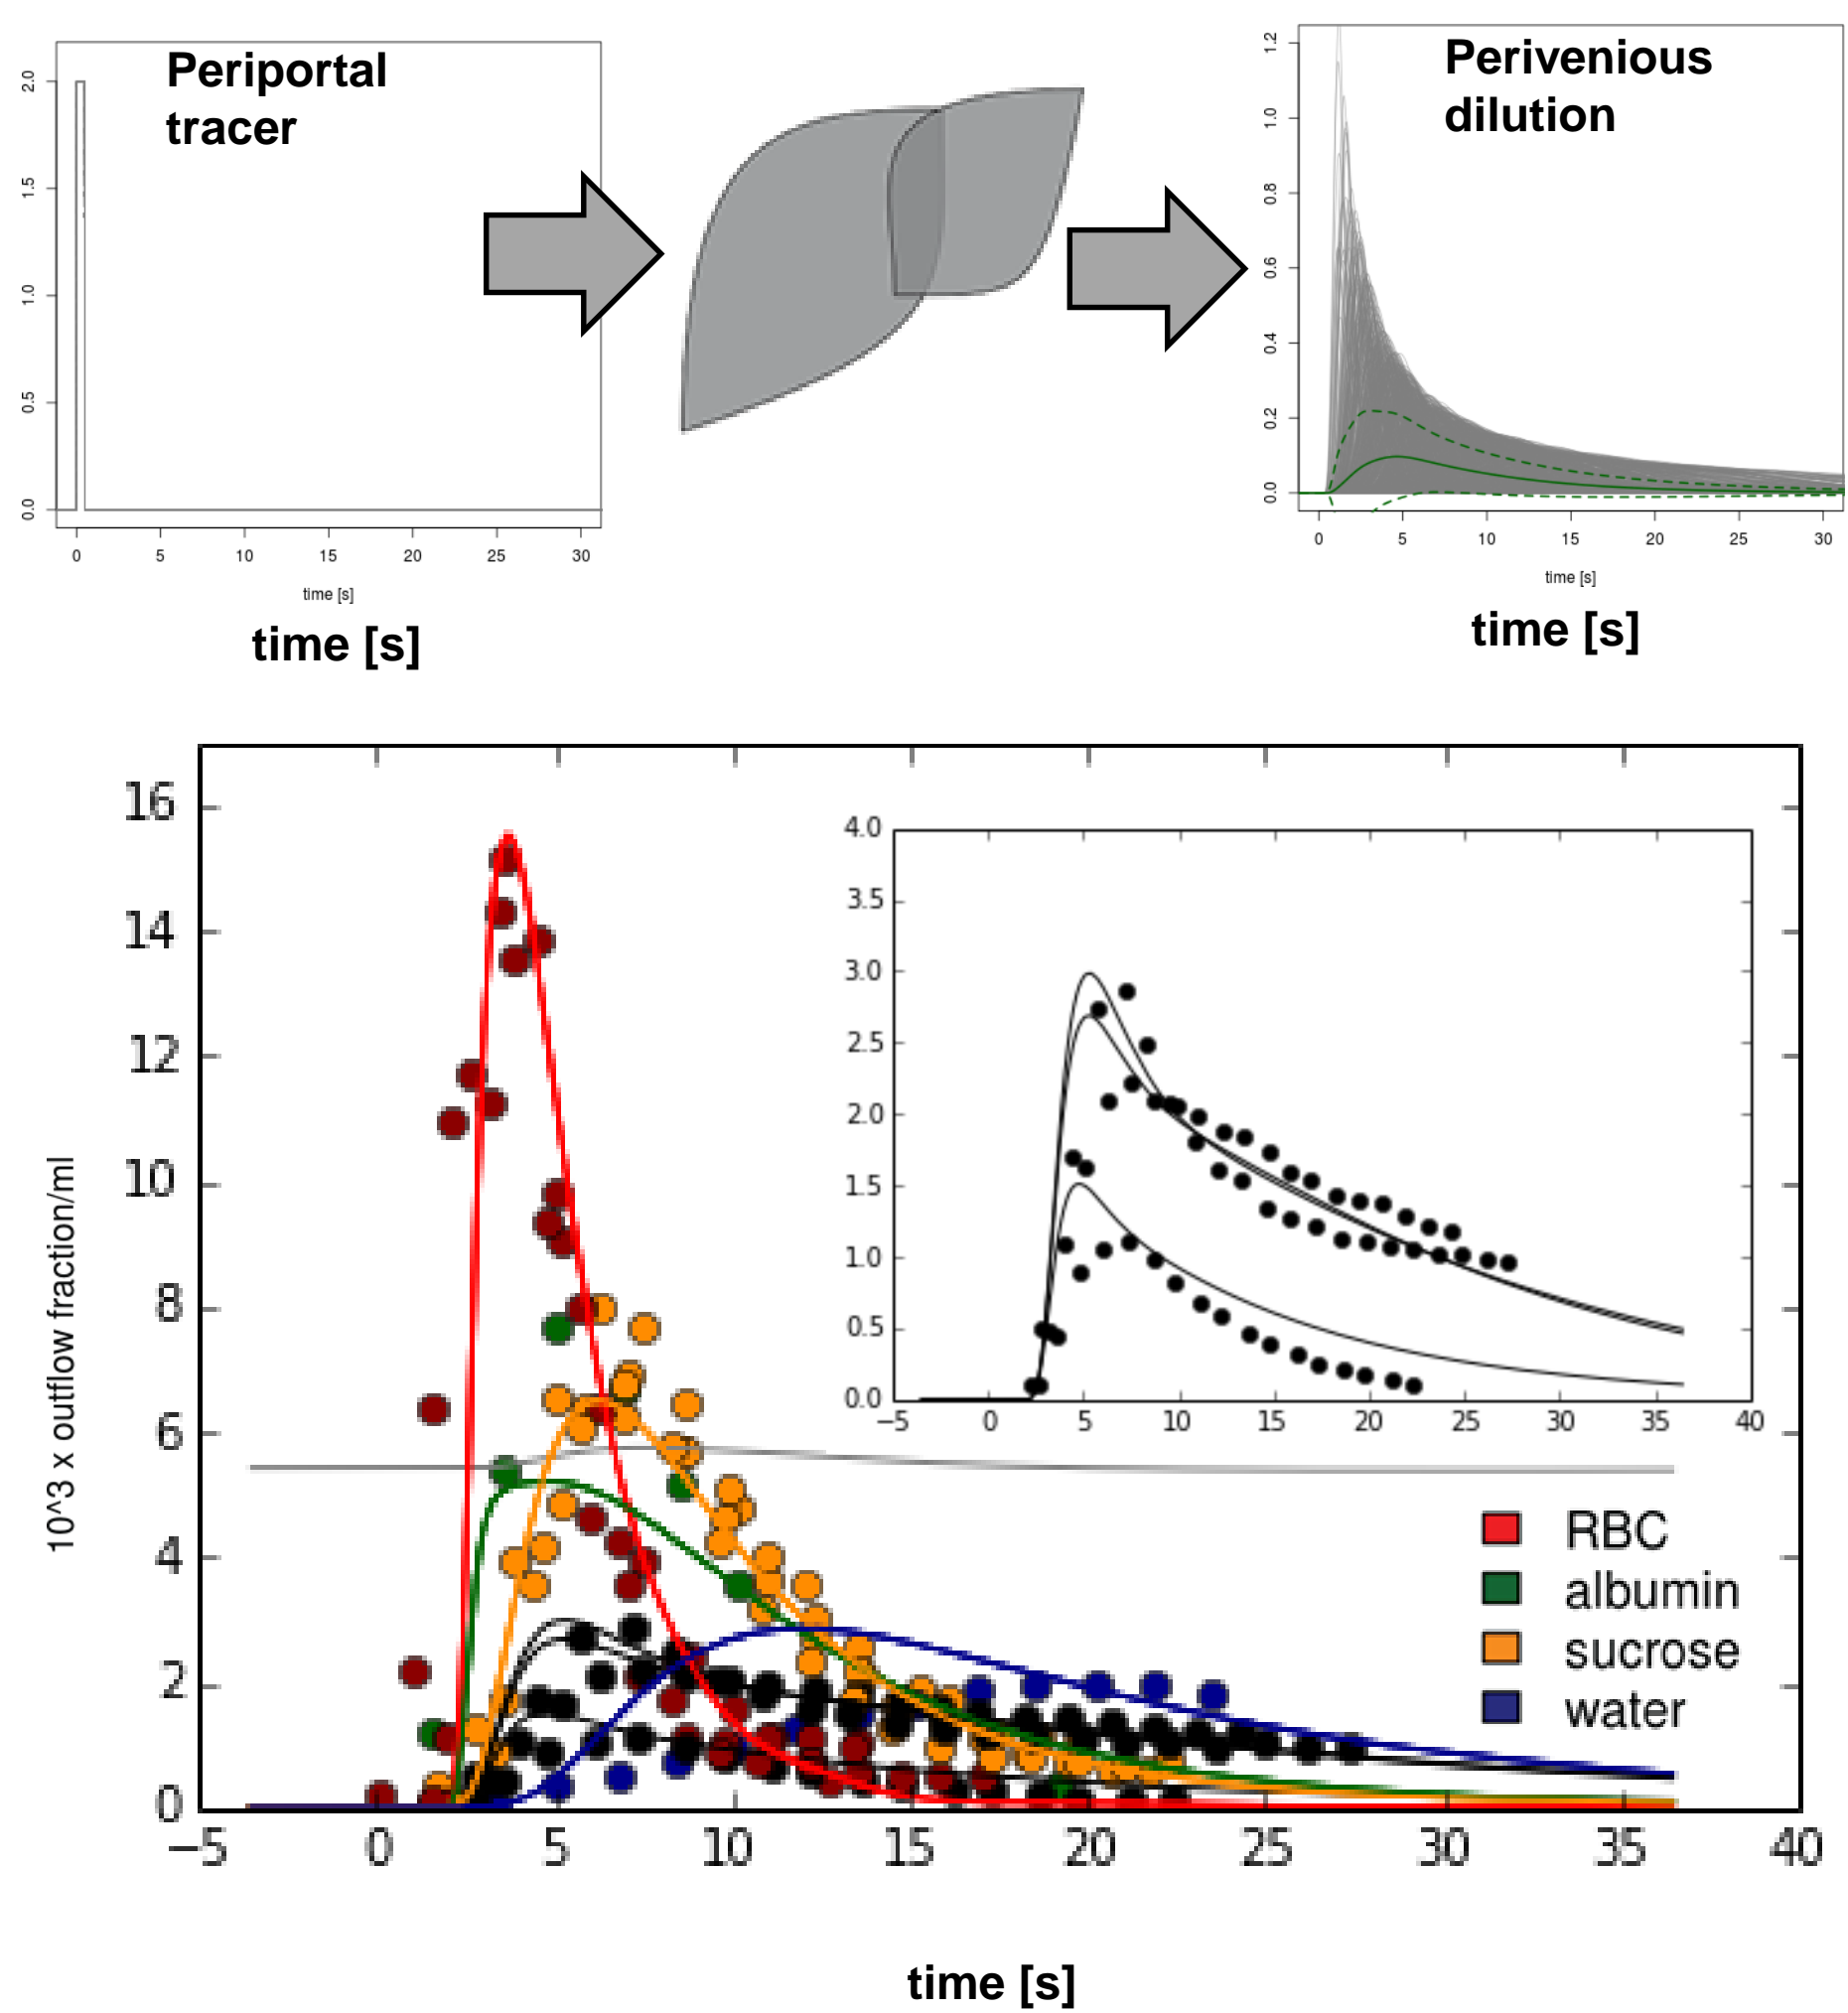 Periportal
tracer
2.0
1.5
1.0
0.5
0.0
0 5 10 15 20 25 30
time [s]
time [s]
Perivenious
dilution
1.2
1.0
0.8
0.6
0.4
0.2
0.0
0 5 10 15 20 25 30
time [s]
time [s]
10^3 x outflow fraction/ml
16
14
12
10
8
6
4
2
0
−5 0 5 10 15 20 25 30 35 40
4.0
3.5
3.0
2.5
2.0
1.5
1.0
0.5
0.0
−5 0 5 10 15 20 25 30 35 40
RBC
albumin
sucrose
water
time [s]